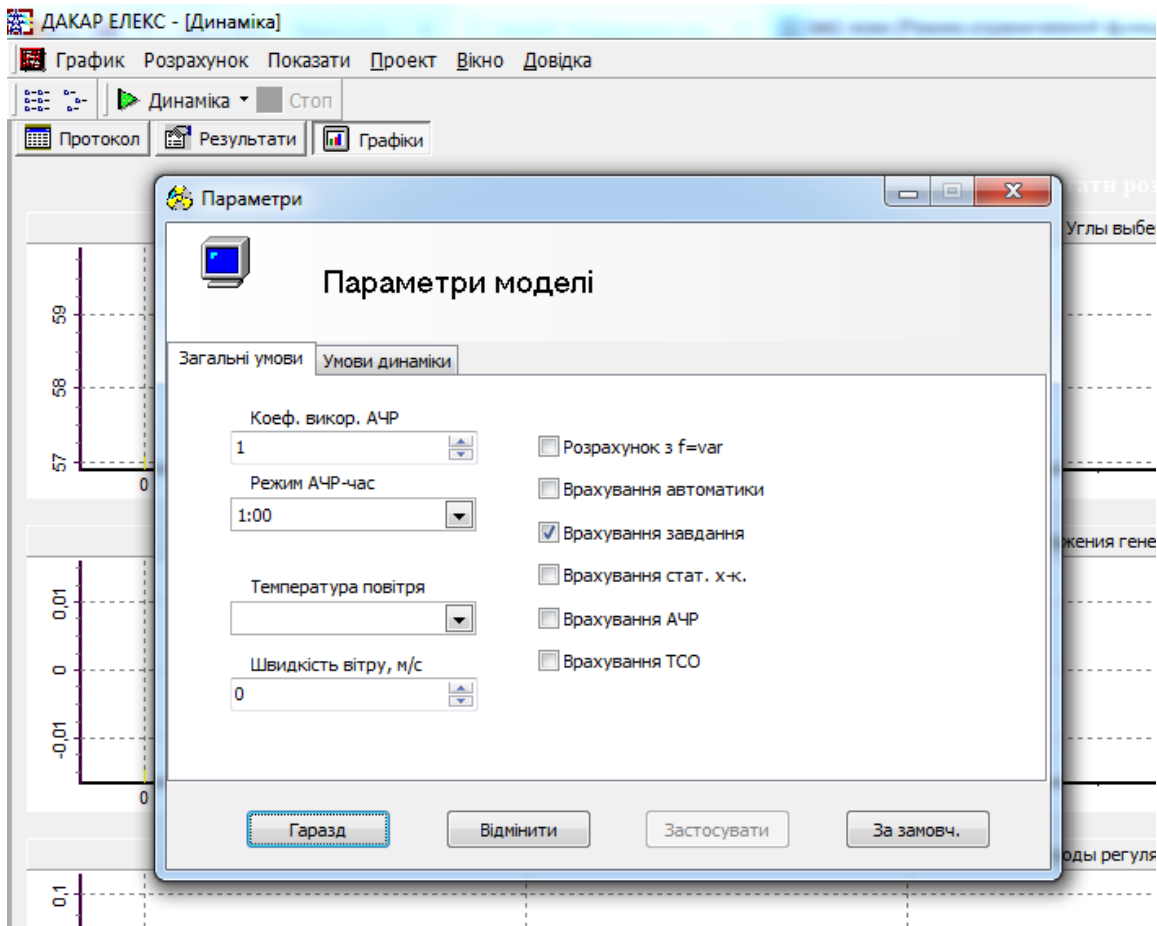 ДАКАР ЕЛЕКС - [Динаміка]
График Розрахунок Показати Проект Вікно Довідка
Динаміка Стоп
Протокол Результати Графіки
Параметри
Углы выбе
Параметри моделі
Загальні умови Умови динаміки
59
58
57
0
Коеф. викор. АЧР
1
Режим АЧР-час
1:00
Температура повітря
Швидкість вітру, м/с
0
Розрахунок з f=var
Врахування автоматики
Врахування завдання
Врахування стат. х-к.
Врахування АЧР
Врахування ТСО
жения гене
0,01
0
-0,01
0
Гаразд Відмінити Застосувати За замовч.
оды регуля
0,1